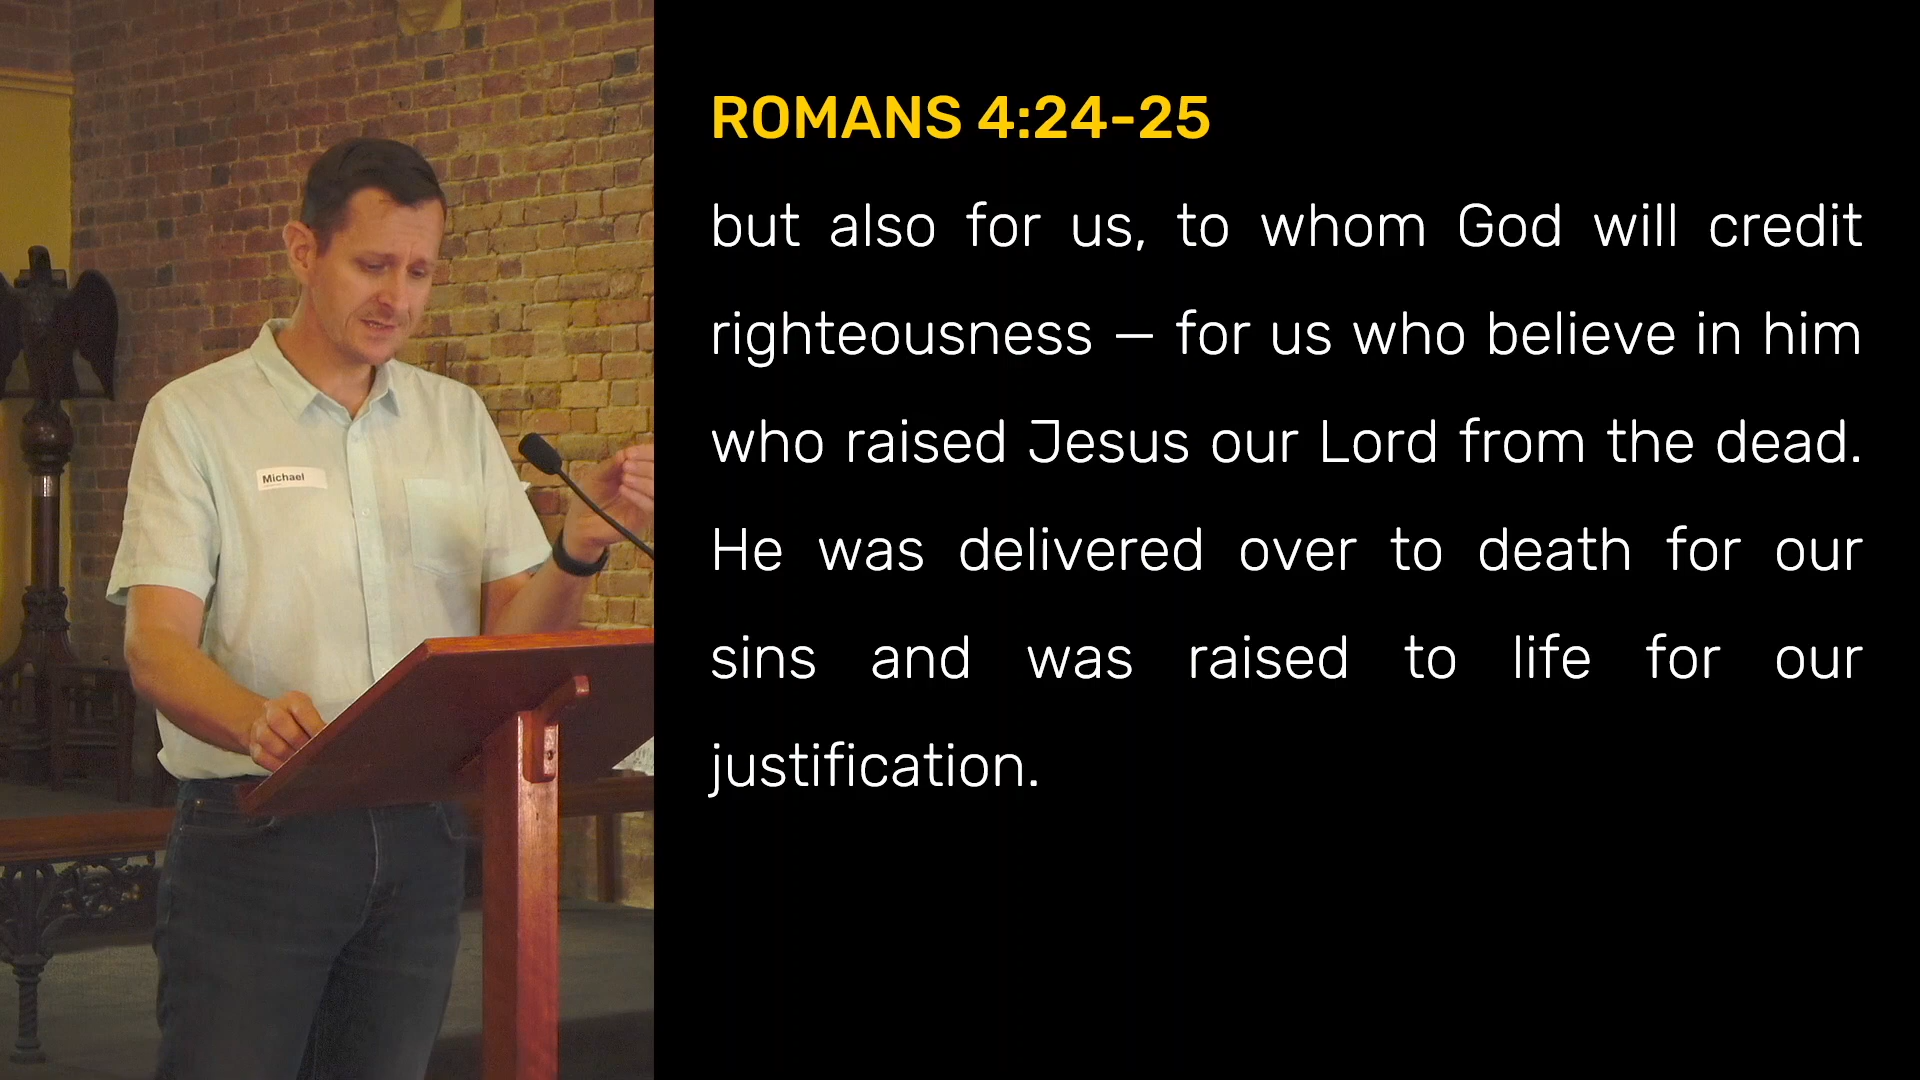 Michael
ROMANS 4:24-25
but also for us, to whom God will credit
righteousness — for us who believe in him
who raised Jesus our Lord from the dead.
He was delivered over to death for our
sins and was raised to life for our
justification.